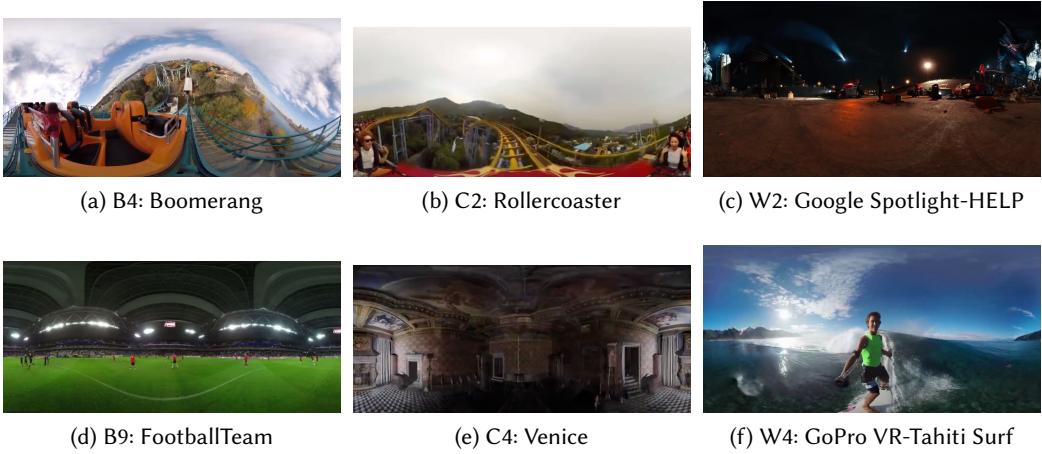 (a) B4: Boomerang
(b) C2: Rollercoaster
(c) W2: Google Spotlight-HELP
(d) B9: FootballTeam
(e) C4: Venice
(f) W4: GoPro VR-Tahiti Surf